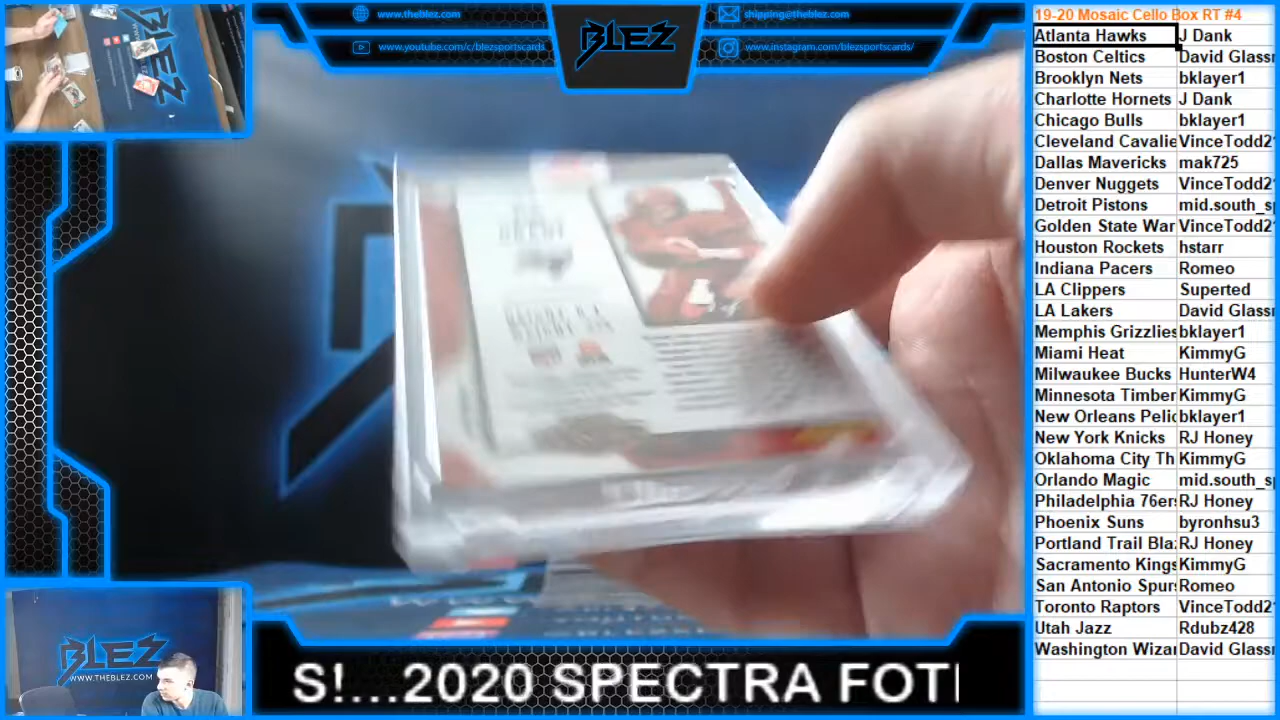 www.theblez.com
www.youtube.com/c/blezsportscards
BLEZ
shipping@theblez.com
www.instagram.com/blezsportscards/
BLEZ
19-20 Mosaic Cello Box RT #4
Atlanta Hawks J Dank
Boston Celtics David Glass
Brooklyn Nets bklayer1
Charlotte Hornets J Dank
Chicago Bulls bklayer1
Cleveland Cavalie VinceTodd2
Dallas Mavericks mak725
Denver Nuggets VinceTodd2
Detroit Pistons mid.south_s
Golden State War VinceTodd2
Houston Rockets hstarr
Indiana Pacers Romeo
LA Clippers Superted
LA Lakers David Glass
Memphis Grizzlies bklayer1
Miami Heat KimmyG
Milwaukee Bucks HunterW4
Minnesota Timber KimmyG
New Orleans Pelic bklayer1
New York Knicks RJ Honey
Oklahoma City Th KimmyG
Orlando Magic mid.south_s
Philadelphia 76ers RJ Honey
Phoenix Suns byronhsu3
Portland Trail Bla RJ Honey
Sacramento Kings KimmyG
San Antonio Spurs Romeo
Toronto Raptors VinceTodd2
Utah Jazz Rdubz428
Washington Wizar David Glass
BLEZ
WWW.THEBLEZ.COM
S!...2020 SPECTRA FOT